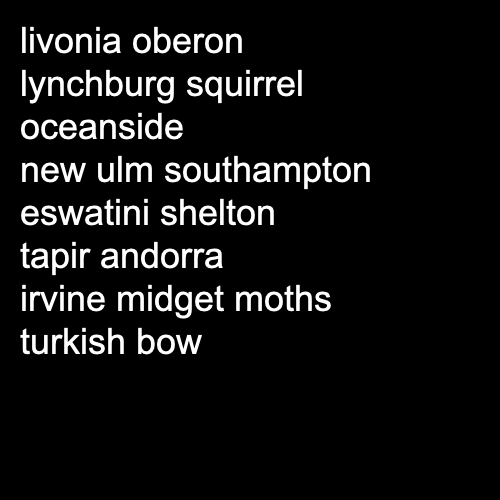 livonia oberon
lynchburg squirrel
oceanside
new ulm southampton
eswatini shelton
tapir andorra
irvine midget moths
turkish bow